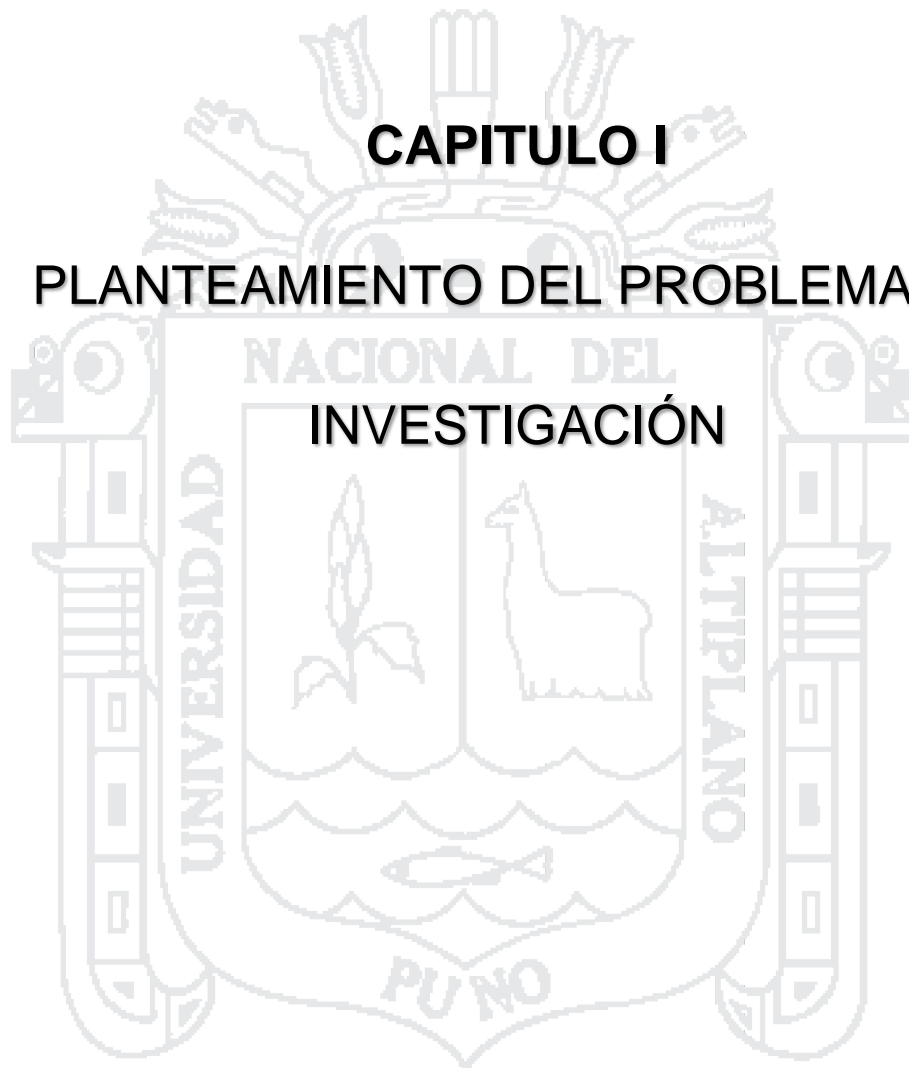 CAPITULO I
PLANTEAMIENTO DEL PROBLEMA
NACIONAL DEL
INVESTIGACIÓN
UNIVERSIDAD
ALTIPLANO
PUNO